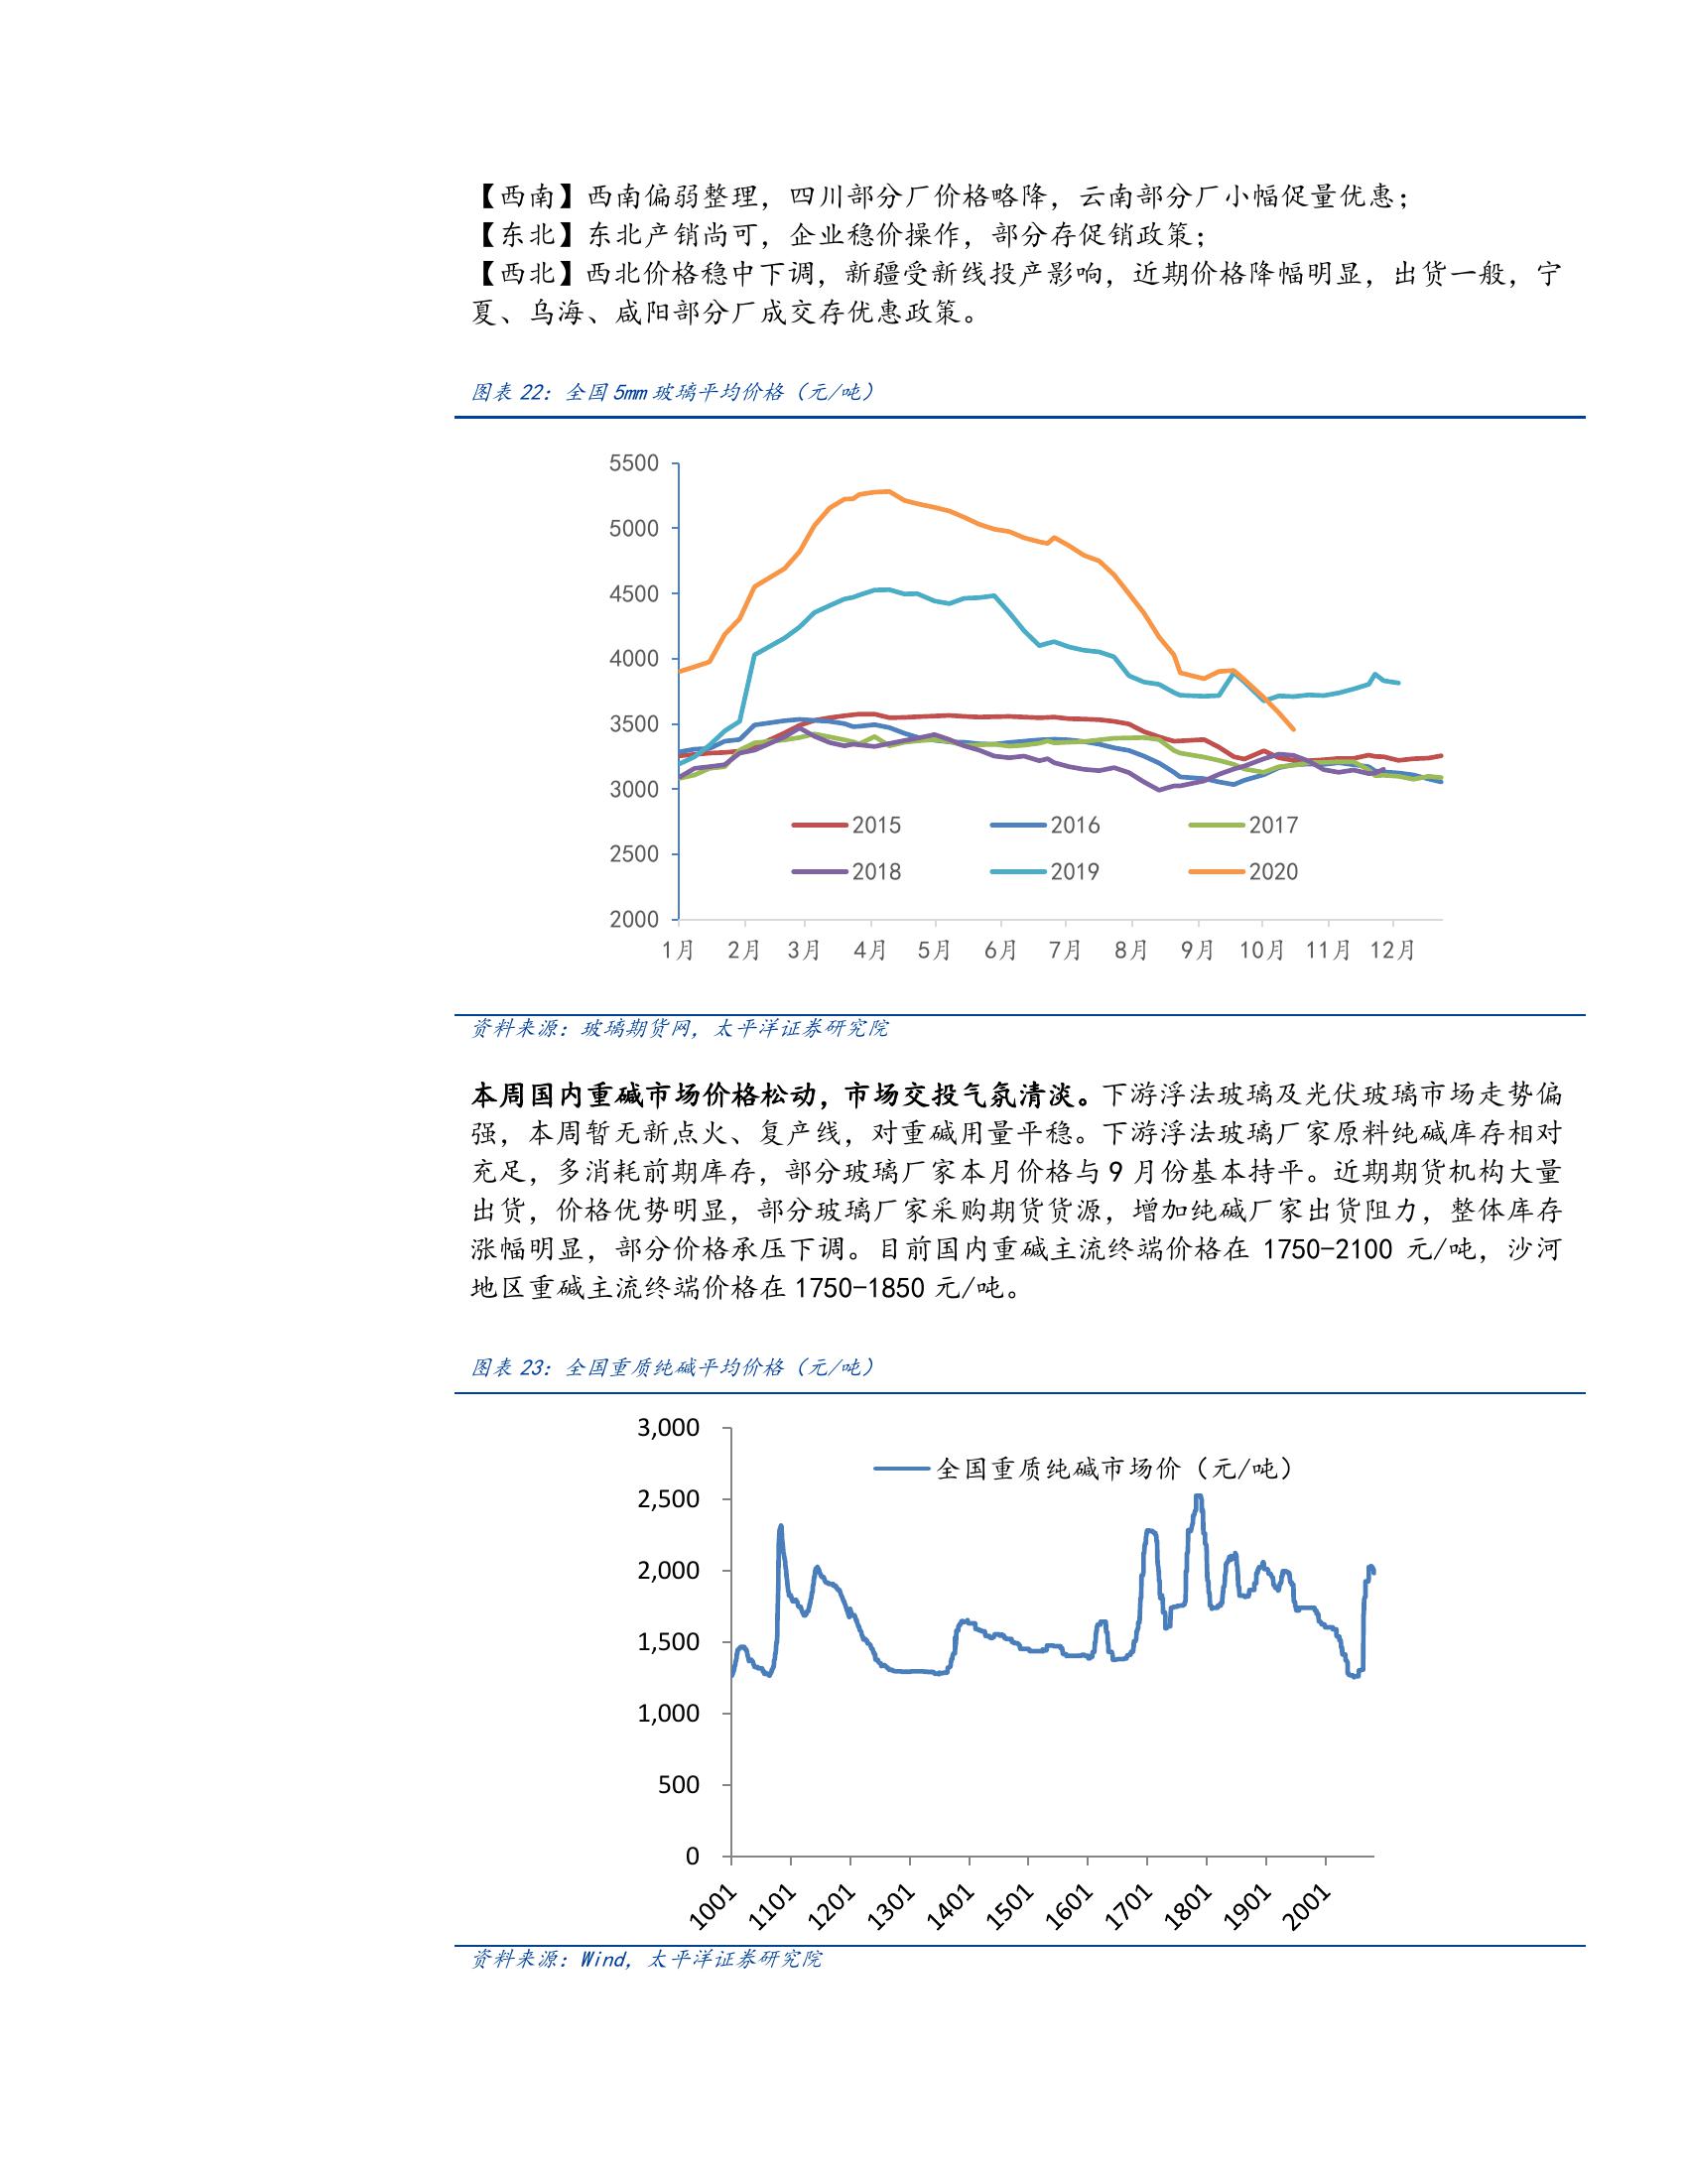 【西南】西南偏弱整理，四川部分厂价格略降，云南部分厂小幅促量优惠；
【东北】东北产销尚可，企业稳价操作，部分存促销政策；
【西北】西北价格稳中下调，新疆受新线投产影响，近期价格降幅明显，出货一般，宁
夏、乌海、咸阳部分厂成交存优惠政策。
图表 22：全国 5mm 玻璃平均价格（元/吨）
5500
5000
4500
4000
3500
3000
2500
2000
2015 2016 2017
2018 2019 2020
1月 2月 3月 4月 5月 6月 7月 8月 9月 10月 11月 12月
资料来源：玻璃期货网，太平洋证券研究院
本周国内重碱市场价格松动，市场交投气氛清淡。下游浮法玻璃及光伏玻璃市场走势偏
强，本周暂无新点火、复产线，对重碱用量平稳。下游浮法玻璃厂家原料纯碱库存相对
充足，多消耗前期库存，部分玻璃厂家本月价格与 9 月份基本持平。近期期货机构大量
出货，价格优势明显，部分玻璃厂家采购期货货源，增加纯碱厂家出货阻力，整体库存
涨幅明显，部分价格承压下调。目前国内重碱主流终端价格在 1750-2100 元/吨，沙河
地区重碱主流终端价格在 1750-1850 元/吨。
图表 23：全国重质纯碱平均价格（元/吨）
3,000
全国重质纯碱市场价（元/吨）
2,500
2,000
1,500
1,000
500
0
1001 1101 1201 1301 1401 1501 1601 1701 1801 1901 2001
资料来源：Wind，太平洋证券研究院